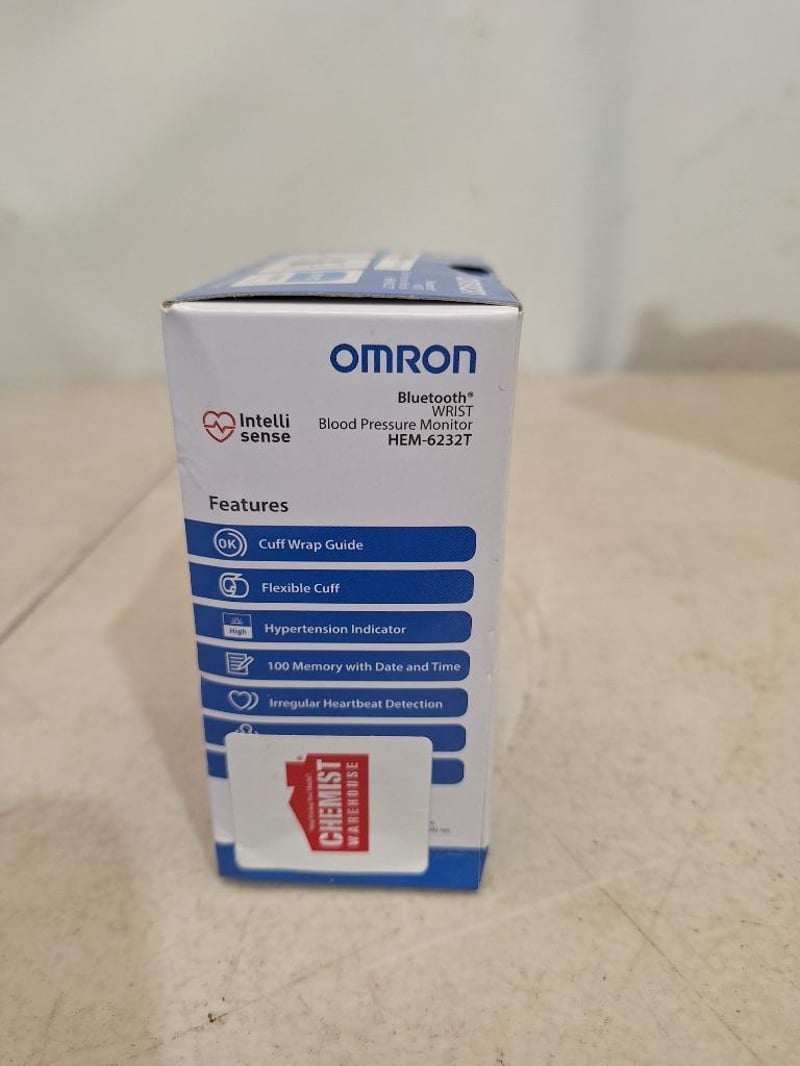 OMRON
Bluetooth®
WRIST
Blood Pressure Monitor
HEM-6232T
Intelli
sense
Features
OK
Cuff Wrap Guide
Flexible Cuff
High
Hypertension Indicator
100 Memory with Date and Time
Irregular Heartbeat Detection
CHEMIST
WAREHOUSE